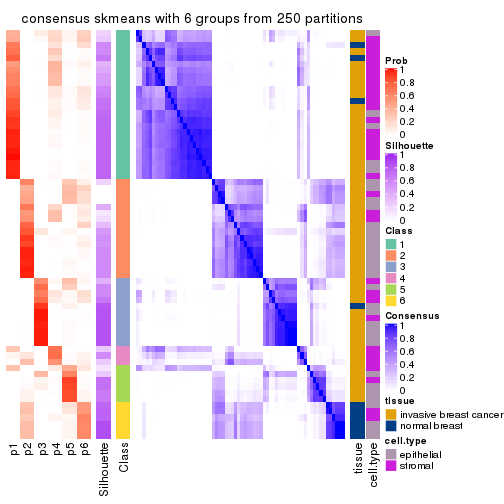 consensus skmeans with 6 groups from 250 partitions
Prob
1
0.8
0.6
0.4
0.2
0
Silhouette
1
0.8
0.6
0.4
0.2
0
Class
1
2
3
4
5
6
Consensus
1
0.8
0.6
0.4
0.2
0
tissue
invasive breast cancer
normal breast
cell.type
epithelial
stromal
p1
p2
p3
p4
p5
p6
Silhouette
Class
tissue
cell.type